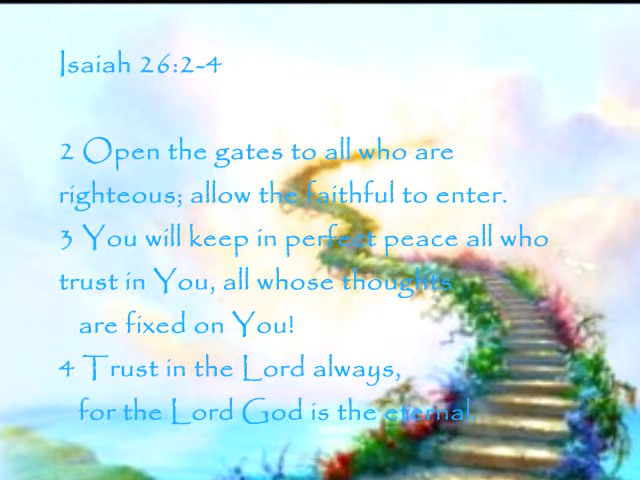 Isaiah 26:2-4
2 Open the gates to all who are
righteous; allow the faithful to enter.
3 You will keep in perfect peace all who
trust in You, all whose thoughts
are fixed on You!
4 Trust in the Lord always,
for the Lord God is the eternal.